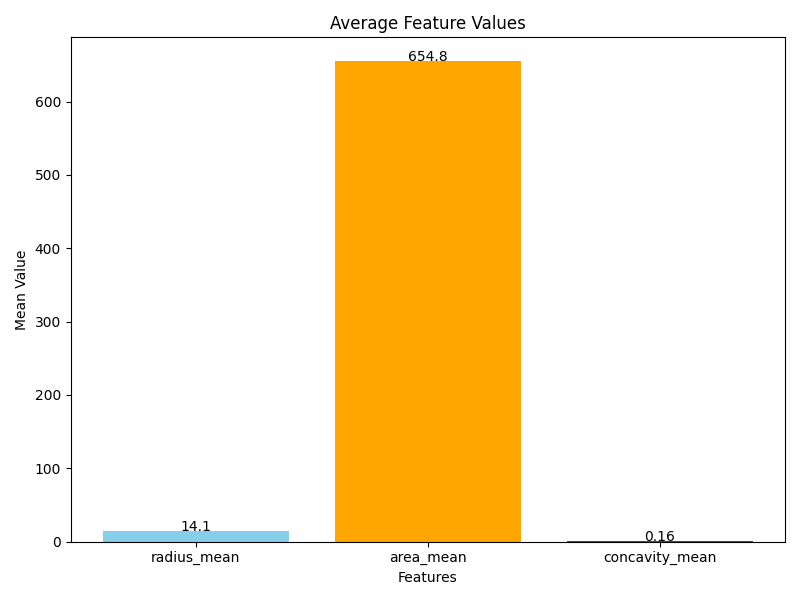 Average Feature Values
Mean Value
600
500
400
300
200
100
0
654.8
14.1
0.16
radius_mean
area_mean
concavity_mean
Features